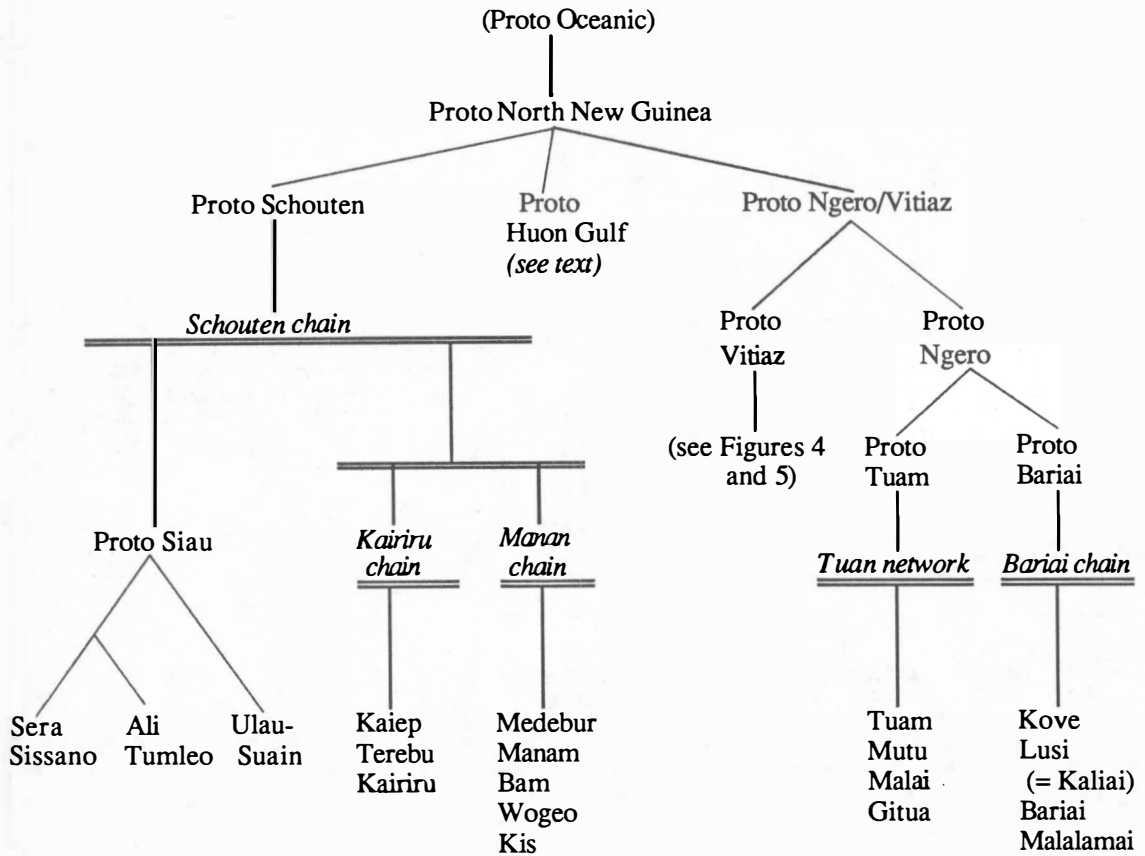 (Proto Oceanic)
Proto North New Guinea
Proto Schouten
Proto
Huon Gulf
(see text)
Proto Ngero/Vitiaz
Schouten chain
Proto
Vitiaz
Proto
Ngero
(see Figures 4
and 5)
Proto
Tuam
Proto
Bariai
Proto Siau
Kairiru
chain
Manan
chain
Tuan network
Bariai chain
Sera
Sissano
Ali
Tumleo
Ulau-
Suain
Kaiep
Terebu
Kairiru
Medebur
Manam
Bam
Wogeo
Kis
Tuam
Mutu
Malai
Gitua
Kove
Lusi
(= Kaliai)
Bariai
Malalamai